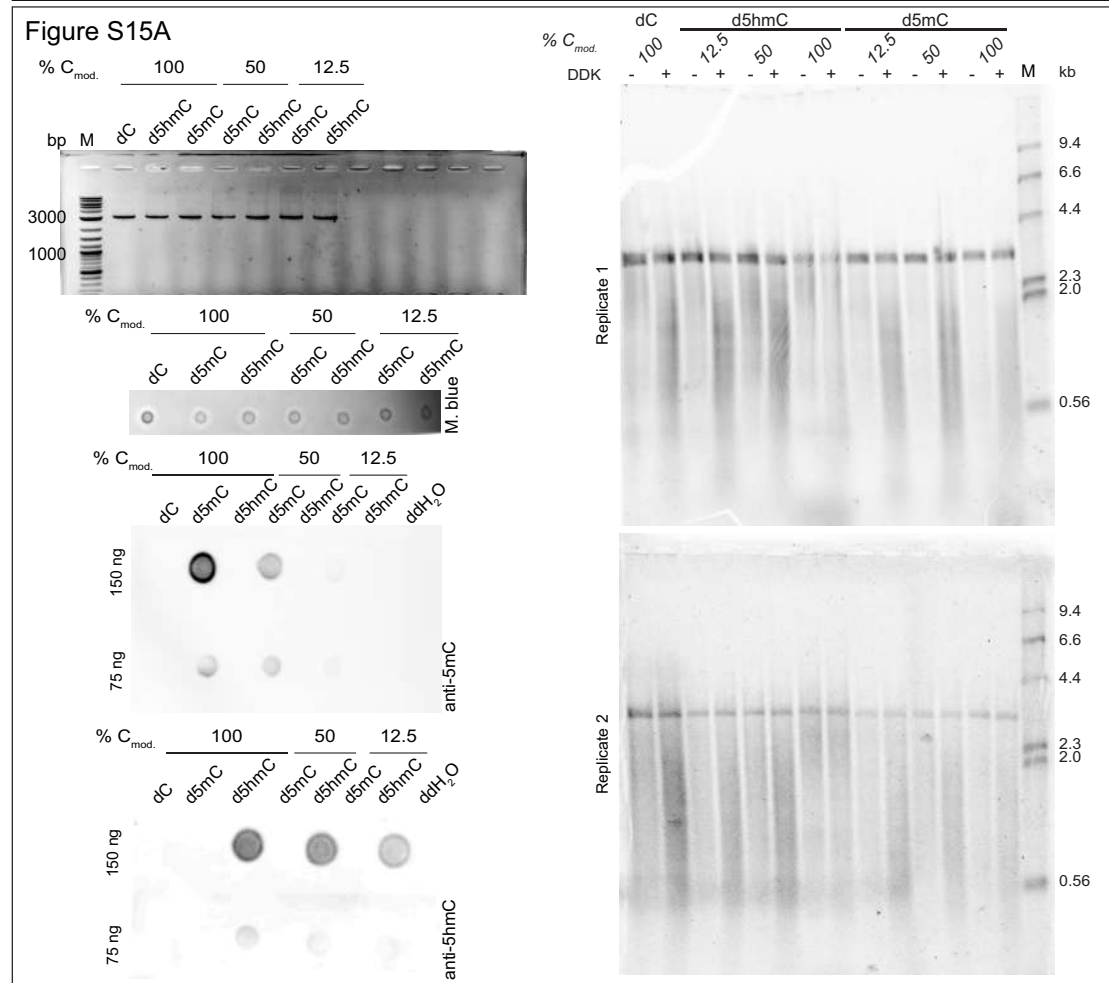 Figure S15A
% Cmod. 100 50 12.5
bp M dC d5hmC d5mC d5mC d5hmC d5mC d5hmC
3000
1000
% Cmod. 100 50 12.5
dC d5mC d5hmC d5mC d5hmC d5mC d5hmC
M. blue
% Cmod. 100 50 12.5
dC d5mC d5hmC d5mC d5hmC d5mC d5hmC ddH2O
150 ng
75 ng
anti-5mC
% Cmod. 100 50 12.5
dC d5mC d5hmC d5mC d5hmC d5mC d5hmC ddH2O
150 ng
75 ng
anti-5hmC
dC d5hmC d5mC
% Cmod. 100 12.5 50 100 12.5 50 100
DDK - + - + - + - + - + - + - + M kb
Replicate 1
9.4
6.6
4.4
2.3
2.0
0.56
Replicate 2
9.4
6.6
4.4
2.3
2.0
0.56